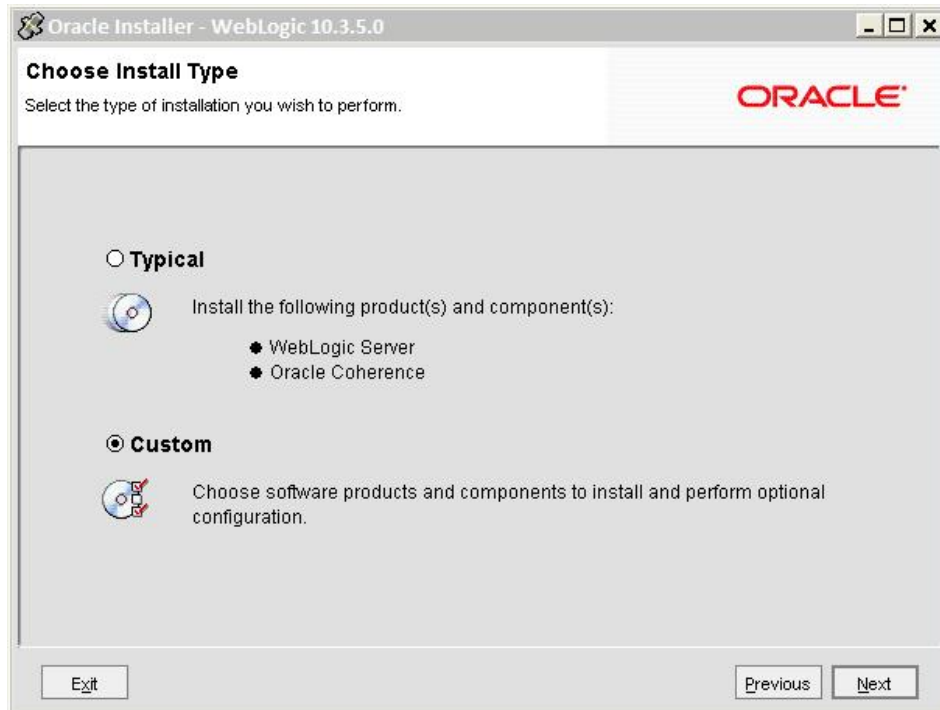 Oracle Installer - WebLogic 10.3.5.0
Choose Install Type
Select the type of installation you wish to perform.
ORACLE
Typical
Install the following product(s) and component(s):
WebLogic Server
Oracle Coherence
Custom
Choose software products and components to install and perform optional
configuration.
Exit
Previous
Next